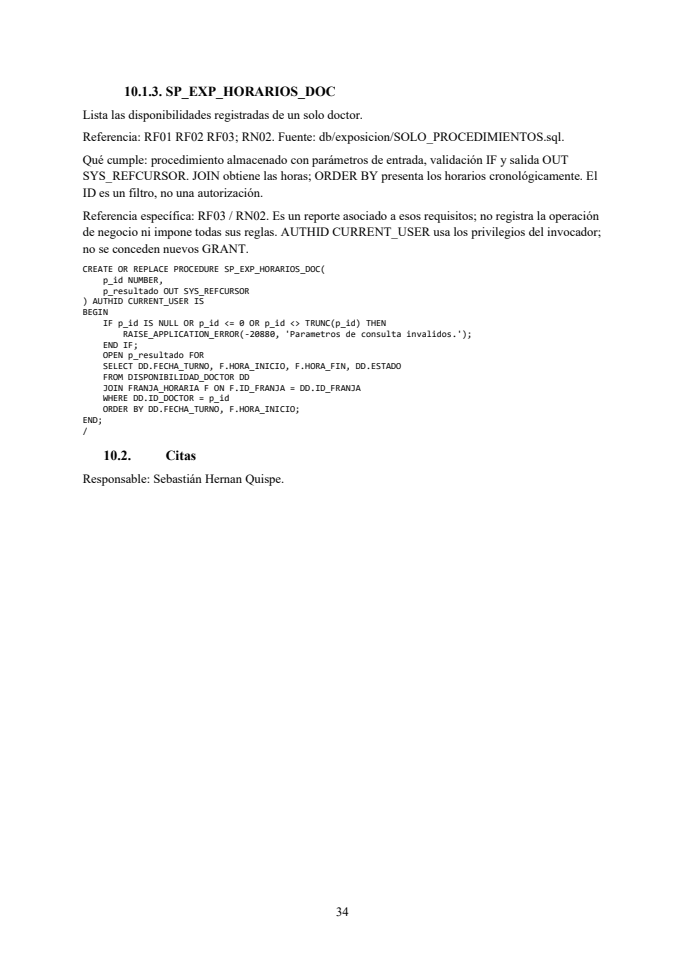 10.1.3. SP_EXP_HORARIOS_DOC
Lista las disponibilidades registradas de un solo doctor.
Referencia: RF01 RF02 RF03; RN02. Fuente: db/exposicion/SOLO_PROCEDIMIENTOS.sql.
Qué cumple: procedimiento almacenado con parámetros de entrada, validación IF y salida OUT
SYS_REFCURSOR. JOIN obtiene las horas; ORDER BY presenta los horarios cronológicamente. El
ID es un filtro, no una autorización.
Referencia específica: RF03 / RN02. Es un reporte asociado a esos requisitos; no registra la operación
de negocio ni impone todas sus reglas. AUTHID CURRENT_USER usa los privilegios del invocador;
no se conceden nuevos GRANT.
CREATE OR REPLACE PROCEDURE SP_EXP_HORARIOS_DOC(
    p_id NUMBER,
    p_resultado OUT SYS_REFCURSOR
) AUTHID CURRENT_USER IS
BEGIN
    IF p_id IS NULL OR p_id <= 0 OR p_id <> TRUNC(p_id) THEN
        RAISE_APPLICATION_ERROR(-20880, 'Parametros de consulta invalidos.');
    END IF;
    OPEN p_resultado FOR
    SELECT DD.FECHA_TURNO, F.HORA_INICIO, F.HORA_FIN, DD.ESTADO
    FROM DISPONIBILIDAD_DOCTOR DD
    JOIN FRANJA_HORARIA F ON F.ID_FRANJA = DD.ID_FRANJA
    WHERE DD.ID_DOCTOR = p_id
    ORDER BY DD.FECHA_TURNO, F.HORA_INICIO;
END;
/
10.2. Citas
Responsable: Sebastián Hernan Quispe.
34